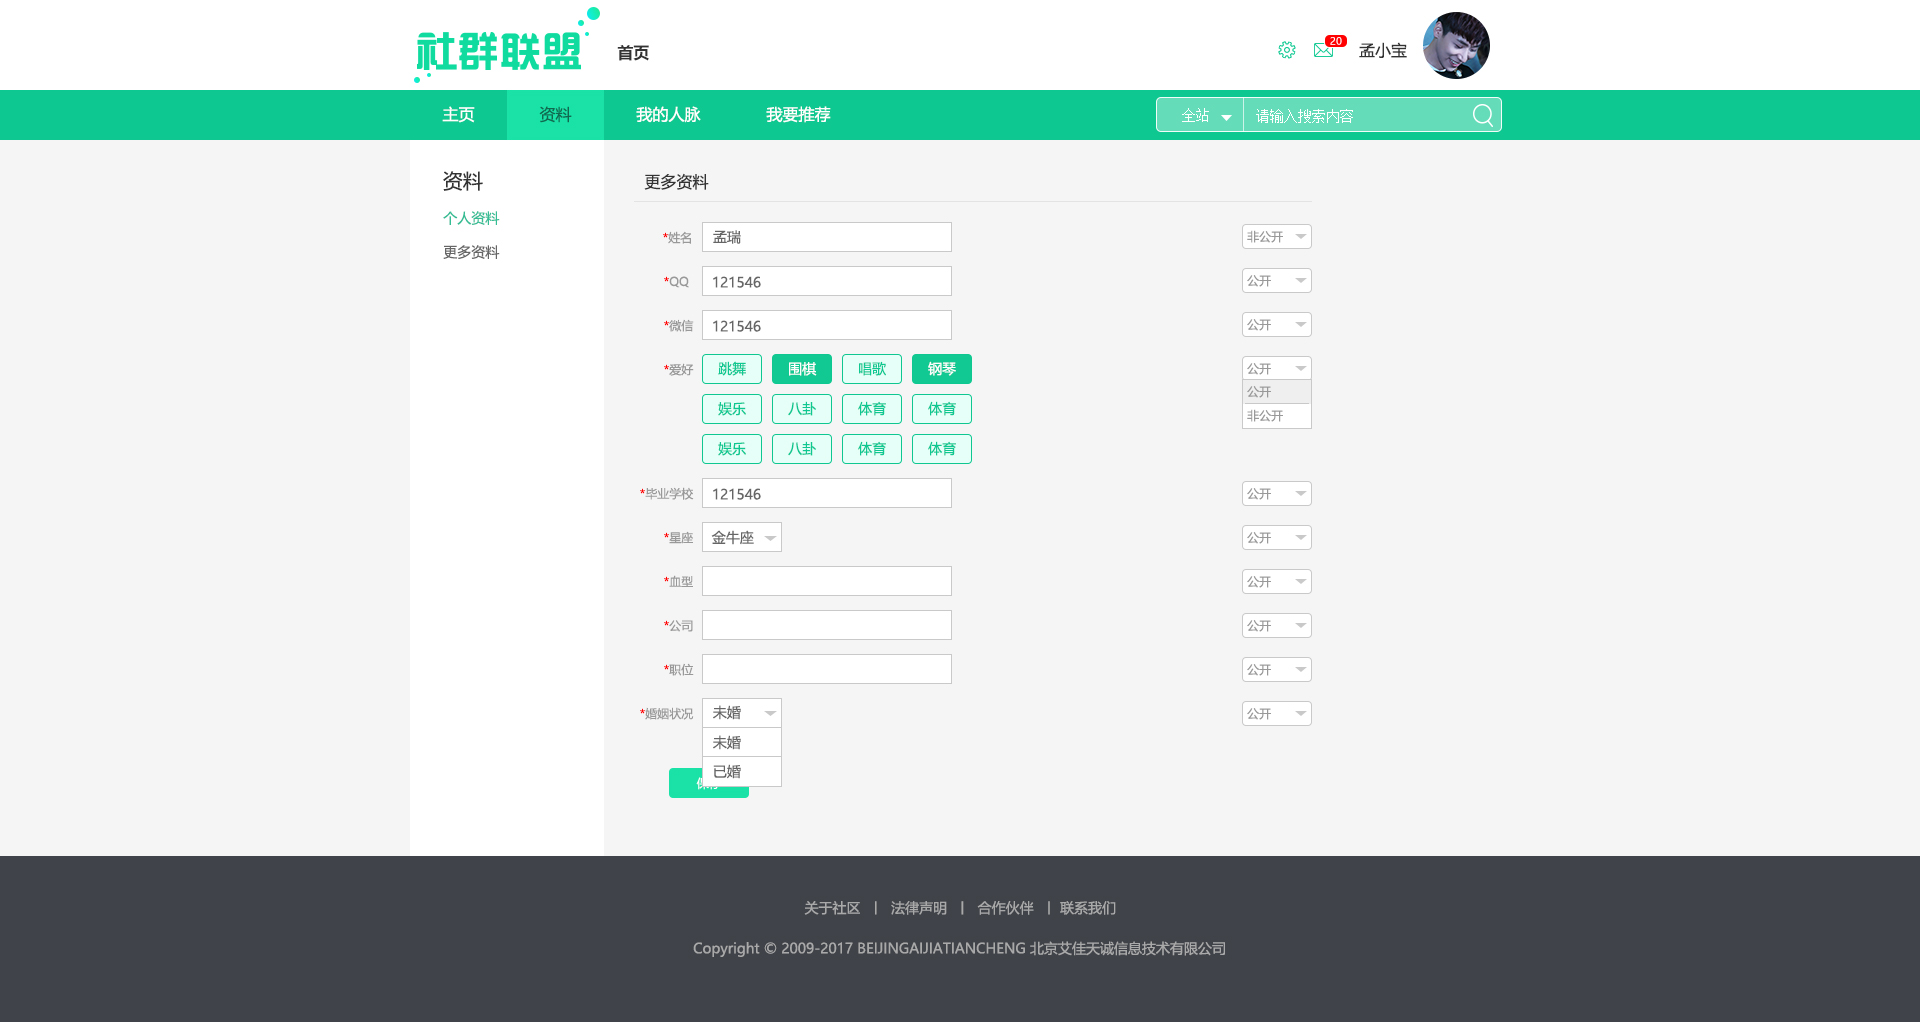 社群联盟
首页
20
孟小宝
主页 资料 我的人脉 我要推荐 全站 请输入搜索内容
资料
个人资料
更多资料
更多资料
*姓名 孟瑞 非公开
*QQ 121546 公开
*微信 121546 公开
*爱好 跳舞 围棋 唱歌 钢琴 公开
公开
娱乐 八卦 体育 体育
非公开
娱乐 八卦 体育 体育
*毕业学校 121546 公开
*星座 金牛座 公开
*血型 公开
*公司 公开
*职位 公开
*婚姻状况 未婚 公开
未婚
已婚
关于社区 | 法律声明 | 合作伙伴 | 联系我们
Copyright © 2009-2017 BEIJINGAIJIATIANCHENG 北京艾佳天诚信息技术有限公司